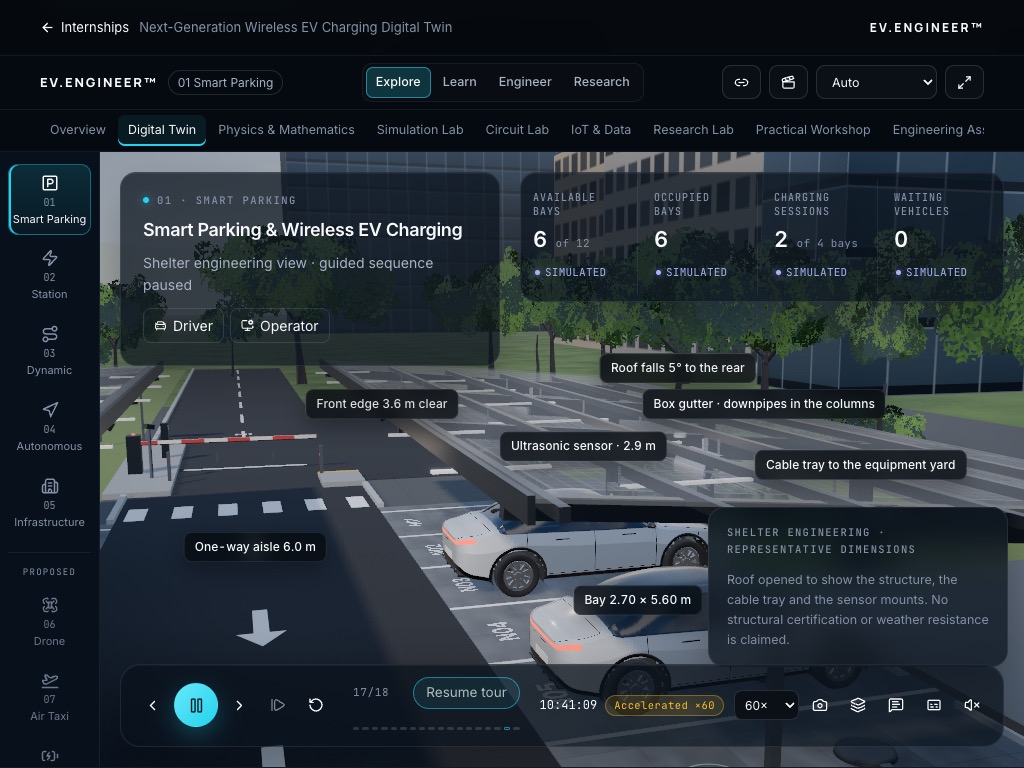 Internships Next-Generation Wireless EV Charging Digital Twin EV.ENGINEER™
EV.ENGINEER™ 01 Smart Parking Explore Learn Engineer Research Auto
Overview Digital Twin Physics & Mathematics Simulation Lab Circuit Lab IoT & Data Research Lab Practical Workshop Engineering
01
Smart Parking
02
Station
03
Dynamic
04
Autonomous
05
Infrastructure
PROPOSED
06
Drone
07
Air Taxi
01 · SMART PARKING
Smart Parking & Wireless EV Charging
Shelter engineering view · guided sequence
paused
Driver Operator
AVAILABLE BAYS
6 of 12
SIMULATED
OCCUPIED BAYS
6
SIMULATED
CHARGING SESSIONS
2 of 4 bays
SIMULATED
WAITING VEHICLES
0
SIMULATED
Roof falls 5° to the rear
Front edge 3.6 m clear
Box gutter · downpipes in the columns
Ultrasonic sensor · 2.9 m
Cable tray to the equipment yard
One-way aisle 6.0 m
Bay 2.70 × 5.60 m
N04
SHELTER ENGINEERING ·
REPRESENTATIVE DIMENSIONS
Roof opened to show the structure, the
cable tray and the sensor mounts. No
structural certification or weather resistance
is claimed.
17/18 Resume tour 10:41:09 Accelerated ×60 60×